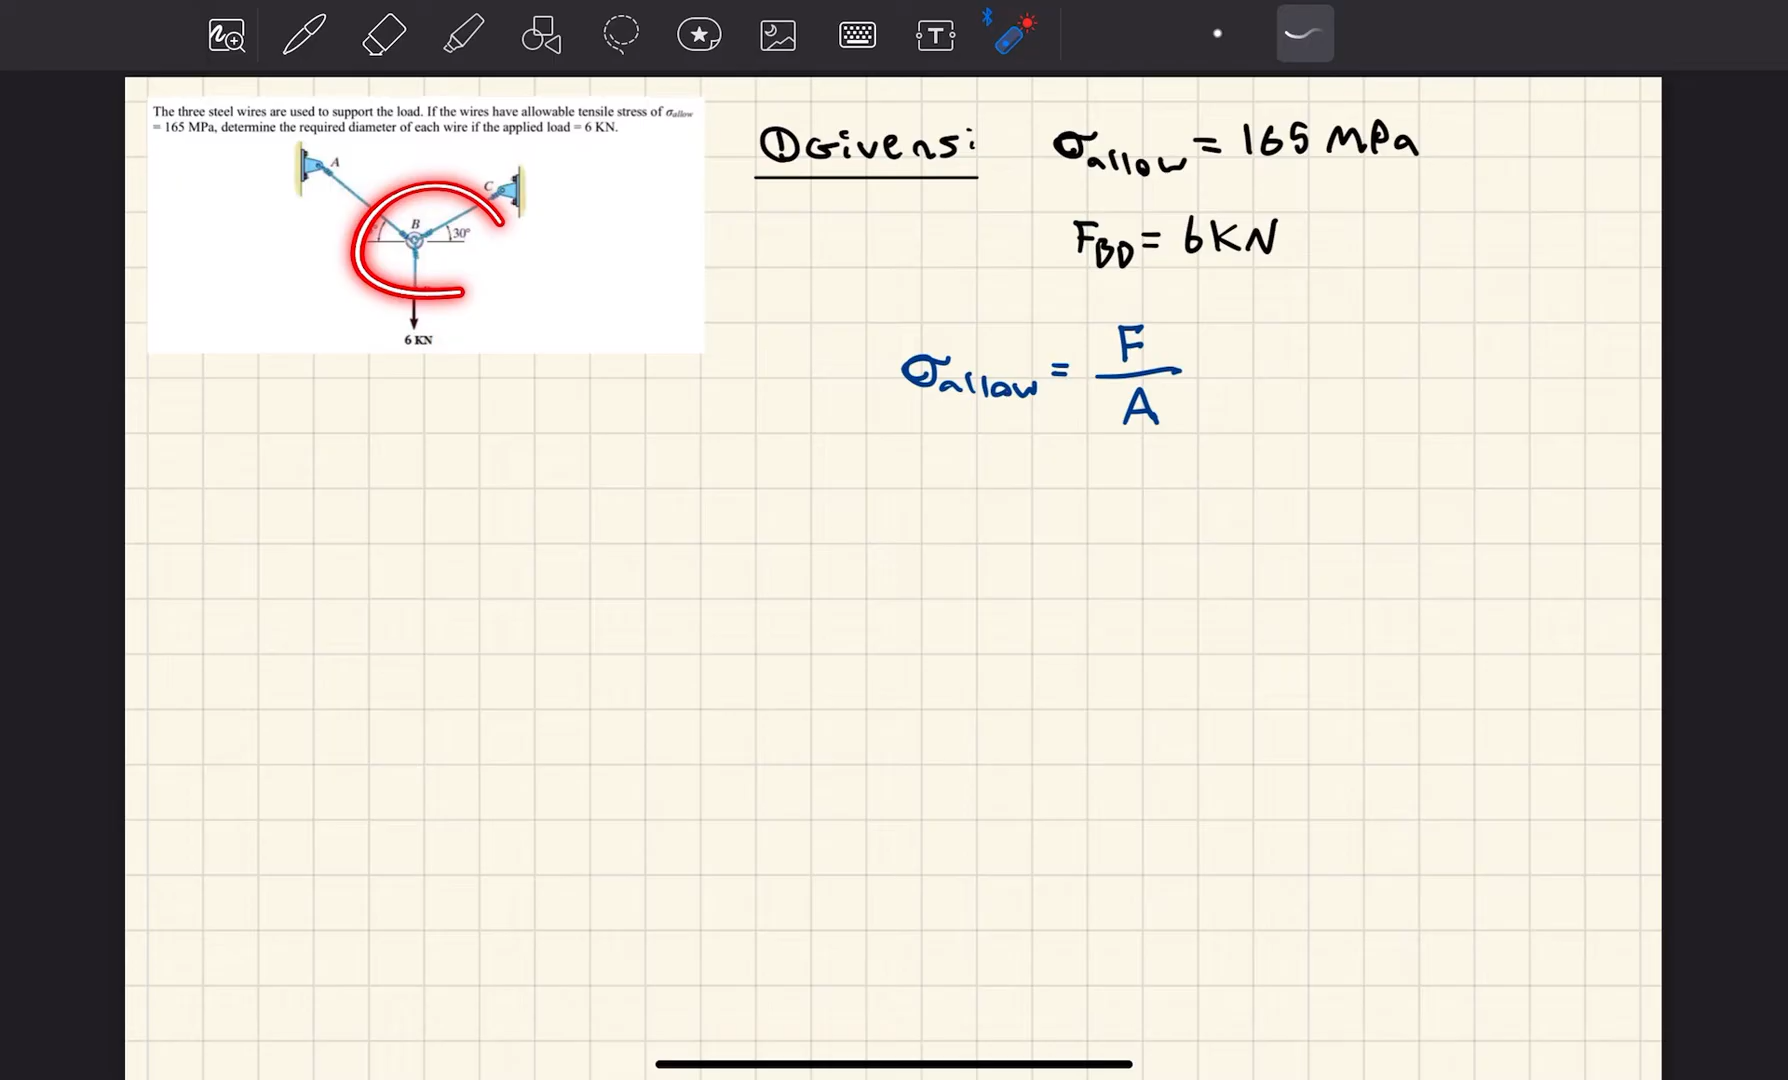 The three steel wires are used to support the load. If the wires have allowable tensile stress of σallow
= 165 MPa, determine the required diameter of each wire if the applied load = 6 KN.
A
C
B
30°
6 KN
① Givens:
σallow = 165 MPa
FBD = 6KN
σallow = F/A
T